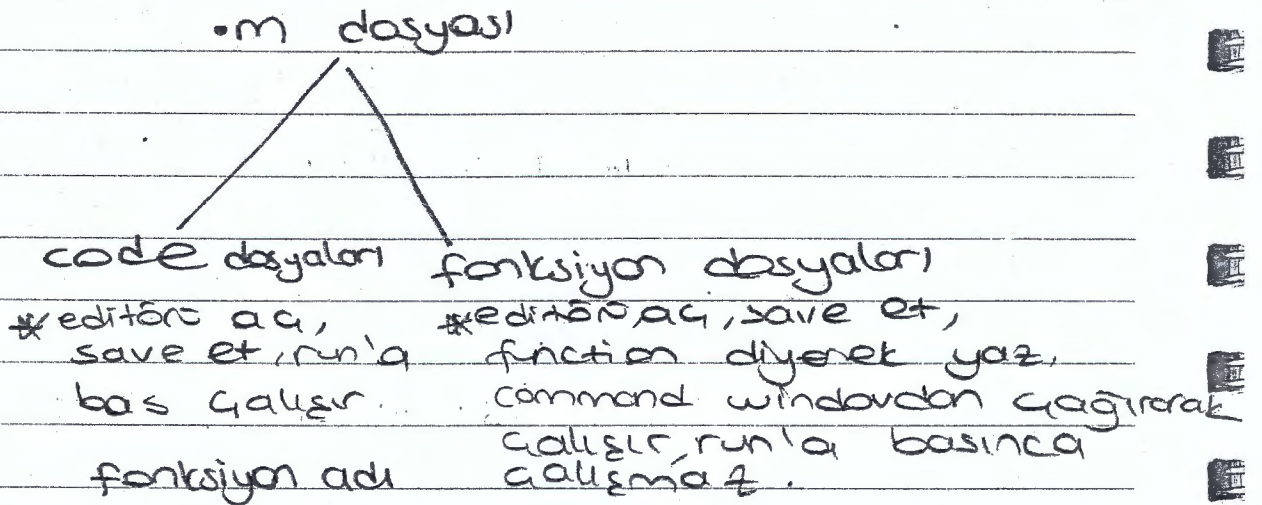 .m dosyası
code dosyaları fonksiyon dosyaları
*editörü aç,
save et, run'a
bas çalışır.
*editörü aç, save et,
function diyerek yaz,
command windovdan çağırarak
çalışır, run'a basınca
çalışmaz.
fonksiyon adı